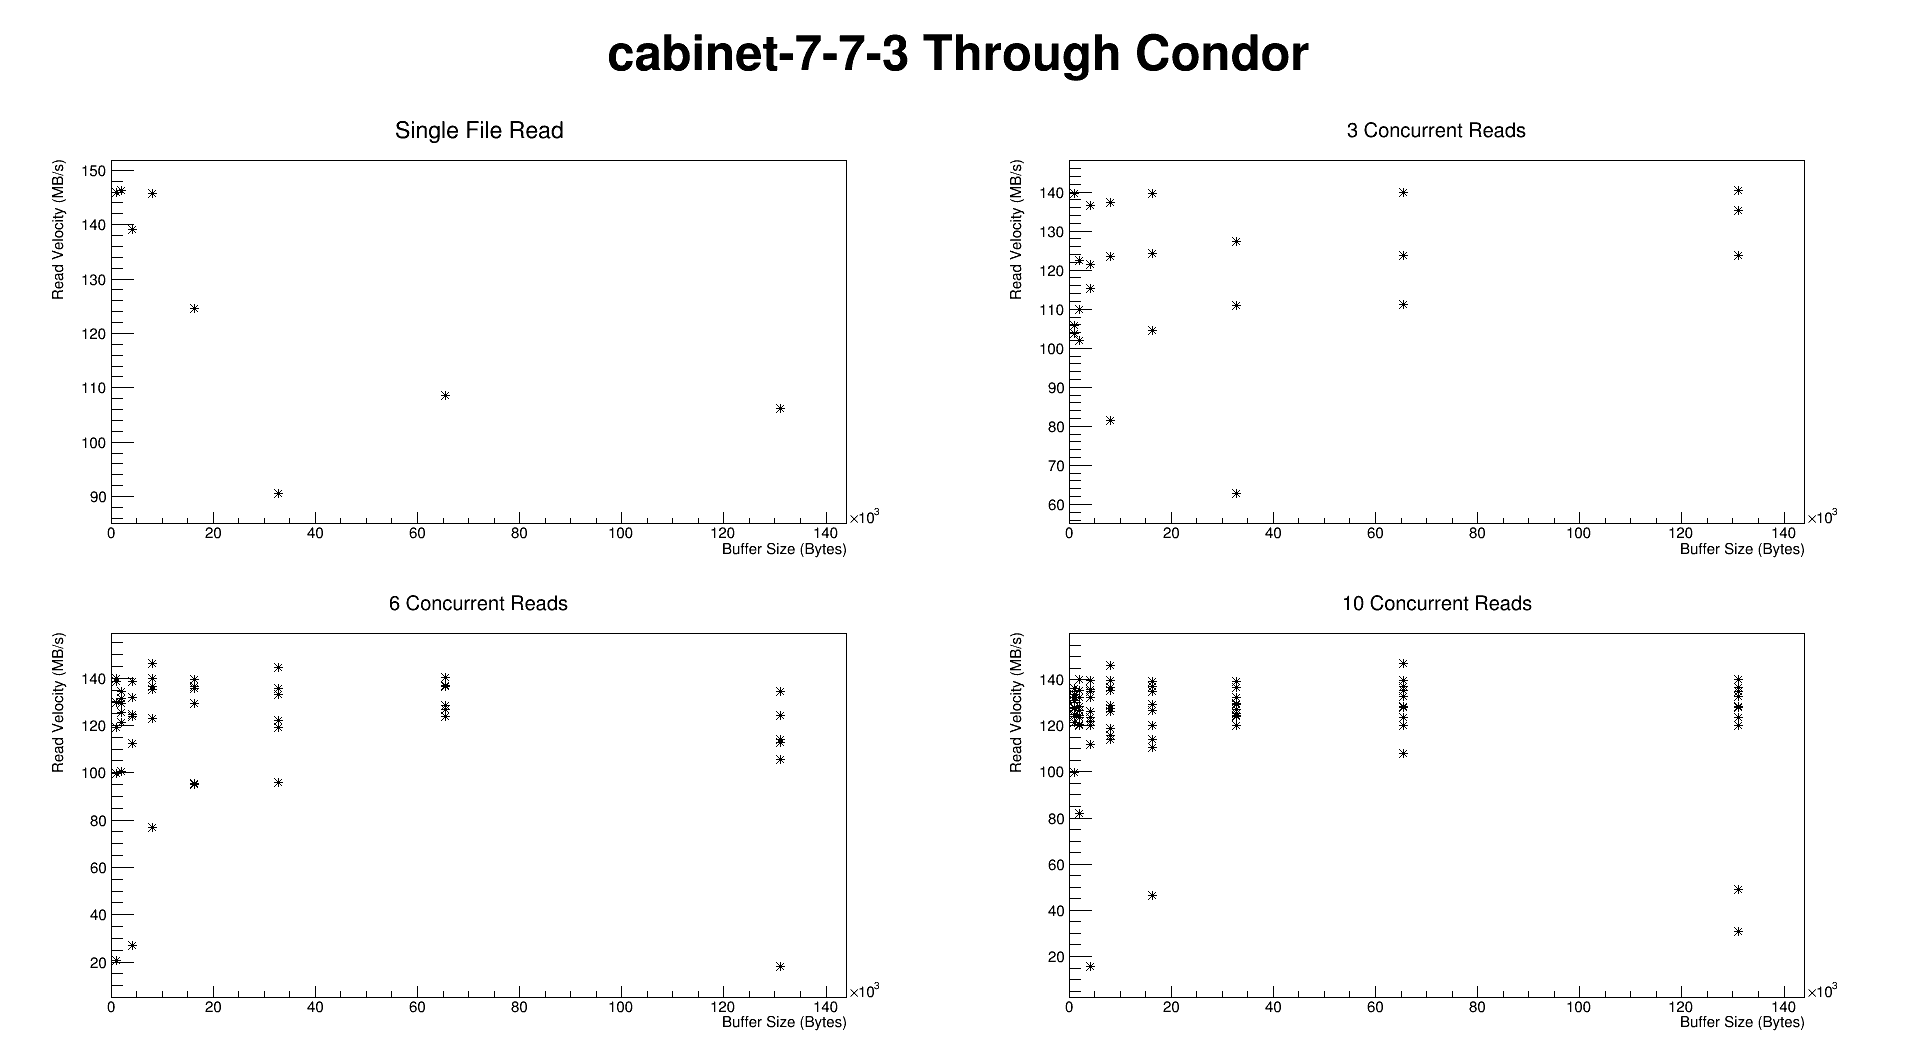 cabinet-7-7-3 Through Condor
Single File Read
Read Velocity (MB/s)
150
140
130
120
110
100
90
0 20 40 60 80 100 120 140
×10³
Buffer Size (Bytes)
3 Concurrent Reads
Read Velocity (MB/s)
140
130
120
110
100
90
80
70
60
0 20 40 60 80 100 120 140
×10³
Buffer Size (Bytes)
6 Concurrent Reads
Read Velocity (MB/s)
140
120
100
80
60
40
20
0 20 40 60 80 100 120 140
×10³
Buffer Size (Bytes)
10 Concurrent Reads
Read Velocity (MB/s)
140
120
100
80
60
40
20
0 20 40 60 80 100 120 140
×10³
Buffer Size (Bytes)